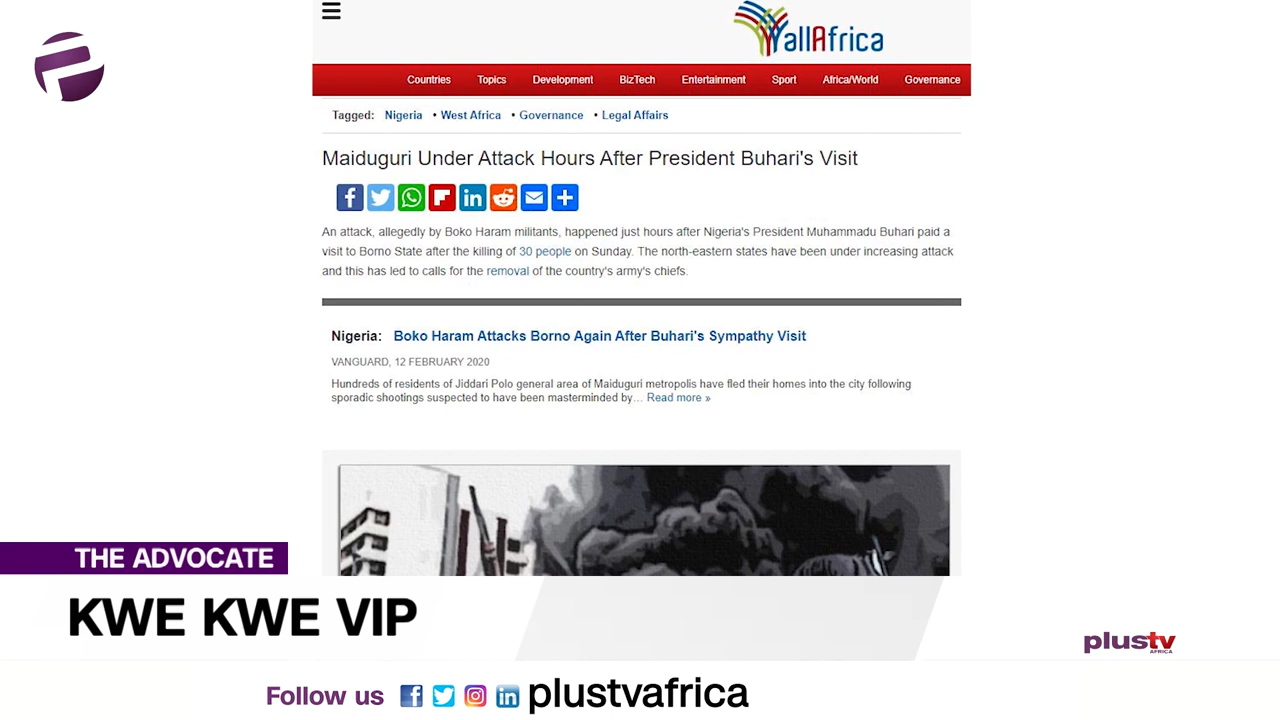 allAfrica
Countries Topics Development BizTech Entertainment Sport Africa/World Governance
Tagged: Nigeria • West Africa • Governance • Legal Affairs
Maiduguri Under Attack Hours After President Buhari's Visit
An attack, allegedly by Boko Haram militants, happened just hours after Nigeria's President Muhammadu Buhari paid a
visit to Borno State after the killing of 30 people on Sunday. The north-eastern states have been under increasing attack
and this has led to calls for the removal of the country's army's chiefs.
Nigeria: Boko Haram Attacks Borno Again After Buhari's Sympathy Visit
VANGUARD, 12 FEBRUARY 2020
Hundreds of residents of Jiddari Polo general area of Maiduguri metropolis have fled their homes into the city following
sporadic shootings suspected to have been masterminded by… Read more »
THE ADVOCATE
KWE KWE VIP
plustv
AFRICA
Follow us plustvafrica